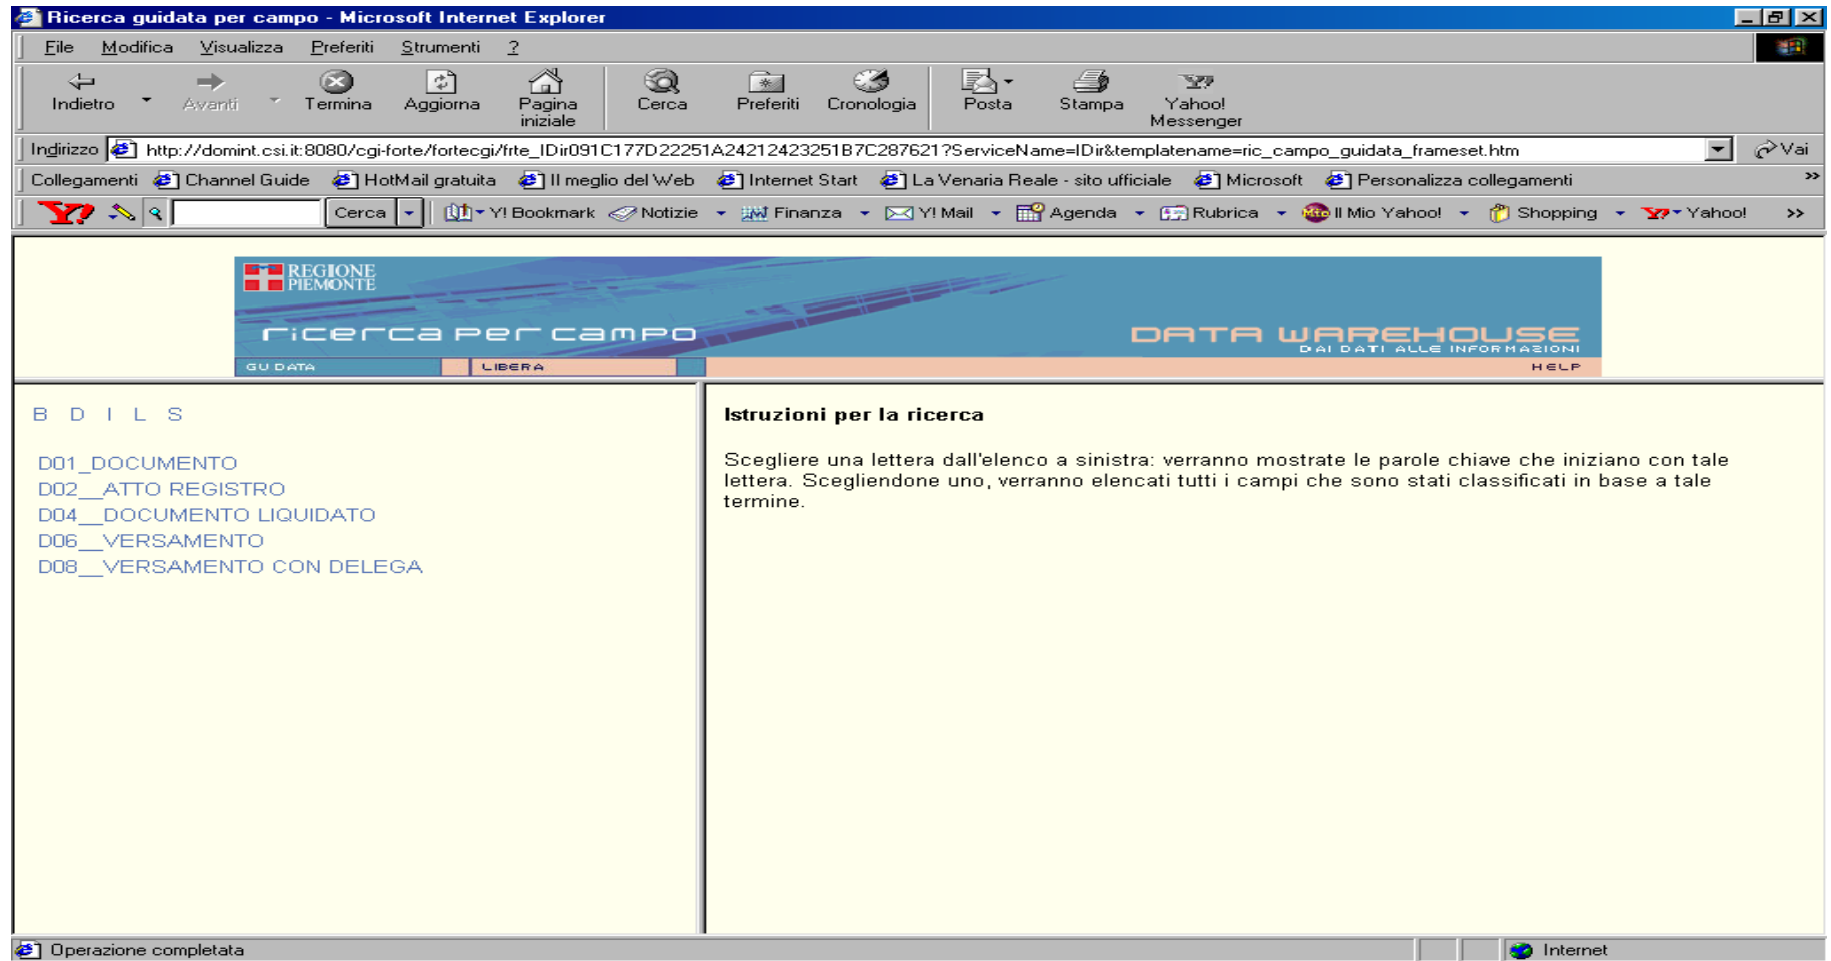 Ricerca guidata per campo - Microsoft Internet Explorer
File Modifica Visualizza Preferiti Strumenti ?
Indietro Avanti Termina Aggiorna Pagina iniziale Cerca Preferiti Cronologia Posta Stampa Yahoo! Messenger
Indirizzo http://domint.csi.it:8080/cgi-forte/fortecgi/frte_IDir091C177D22251A24212423251B7C287621?ServiceName=IDir&templatename=ric_campo_guidata_frameset.htm Vai
Collegamenti Channel Guide HotMail gratuita Il meglio del Web Internet Start La Venaria Reale - sito ufficiale Microsoft Personalizza collegamenti »
Y? Cerca Y! Bookmark Notizie Finanza Y! Mail Agenda Rubrica Il Mio Yahoo! Shopping Yahoo! >>
REGIONE
PIEMONTE
ricerca per campo
DATA WAREHOUSE
DAI DATI ALLE INFORMAZIONI
GUIDATA LIBERA HELP
B D I L S
D01_DOCUMENTO
D02__ATTO REGISTRO
D04__DOCUMENTO LIQUIDATO
D06__VERSAMENTO
D08__VERSAMENTO CON DELEGA
Istruzioni per la ricerca
Scegliere una lettera dall'elenco a sinistra: verranno mostrate le parole chiave che iniziano con tale
lettera. Scegliendone uno, verranno elencati tutti i campi che sono stati classificati in base a tale
termine.
Operazione completata Internet